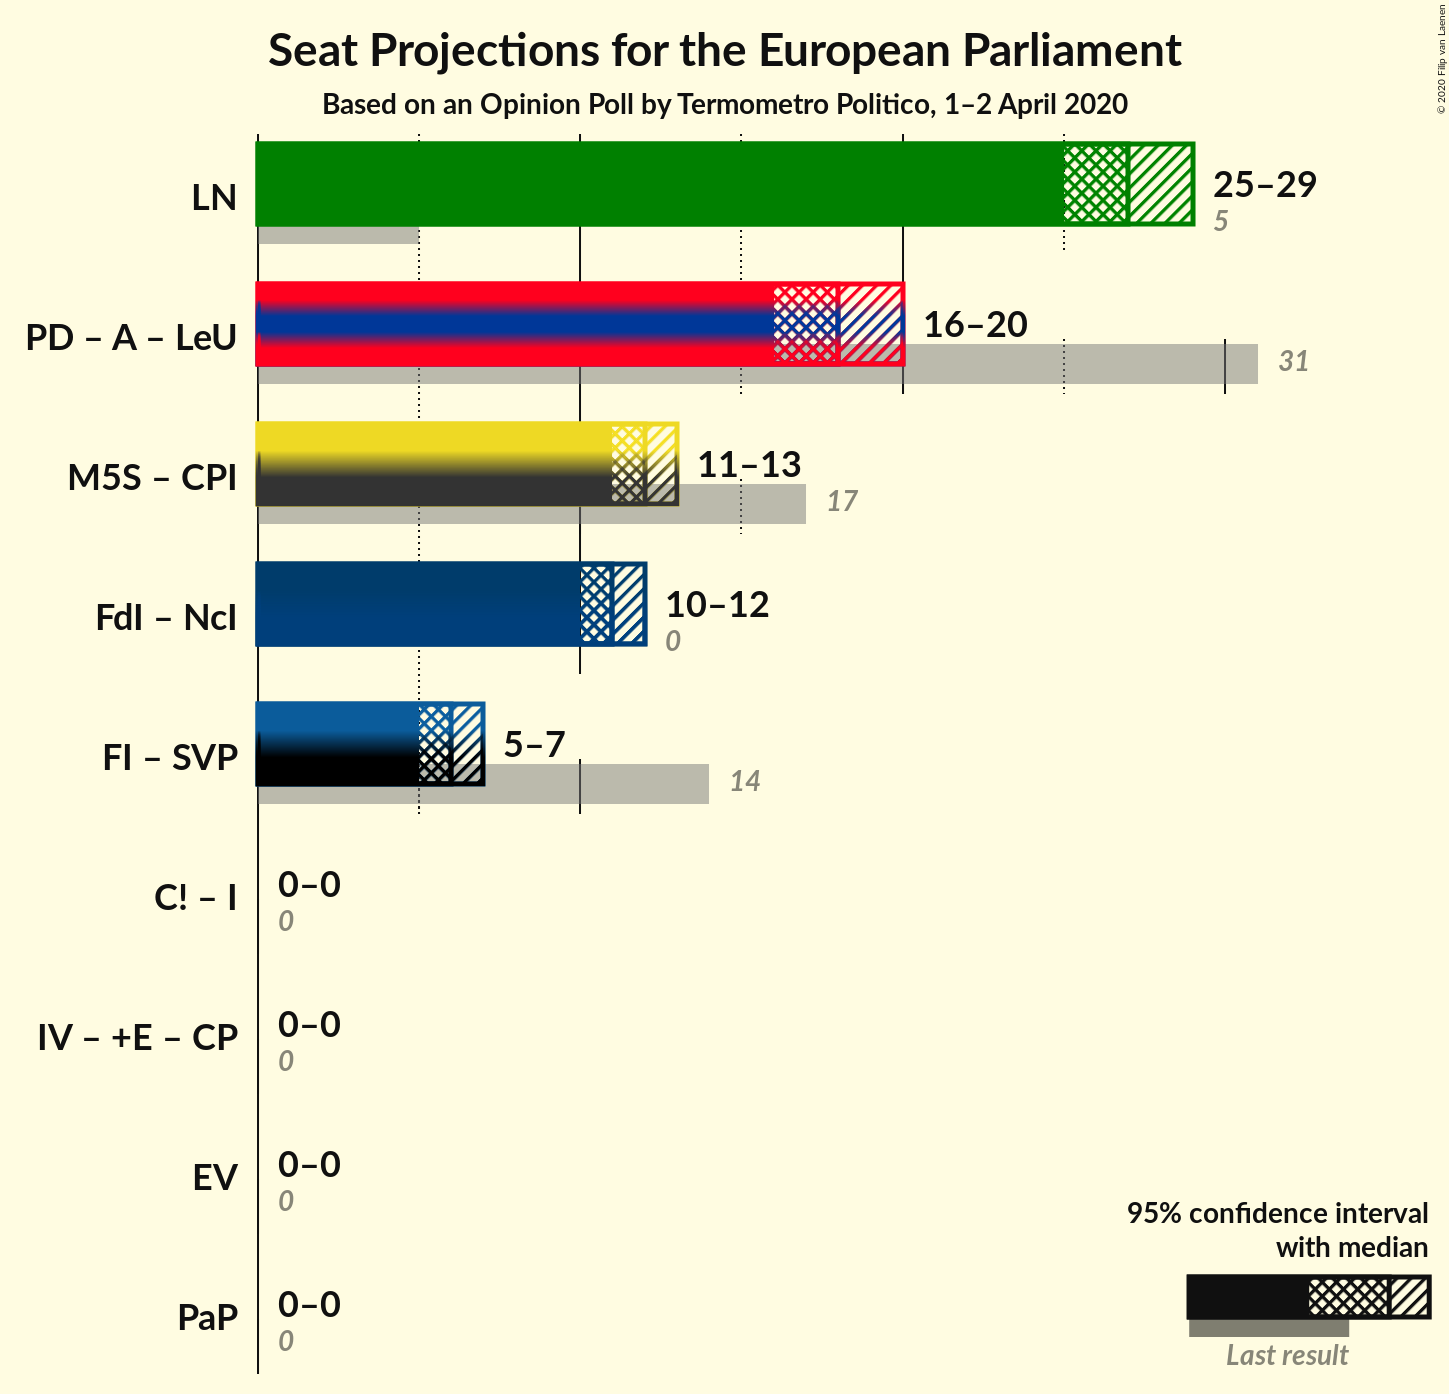 Seat Projections for the European Parliament
Based on an Opinion Poll by Termometro Politico, 1–2 April 2020
© 2020 Filip van Laenen
LN
25–29
5
PD – A – LeU
16–20
31
M5S – CPI
11–13
17
FdI – NcI
10–12
0
FI – SVP
5–7
14
C! – I
0–0
0
IV – +E – CP
0–0
0
EV
0–0
0
PaP
0–0
0
95% confidence interval
with median
Last result